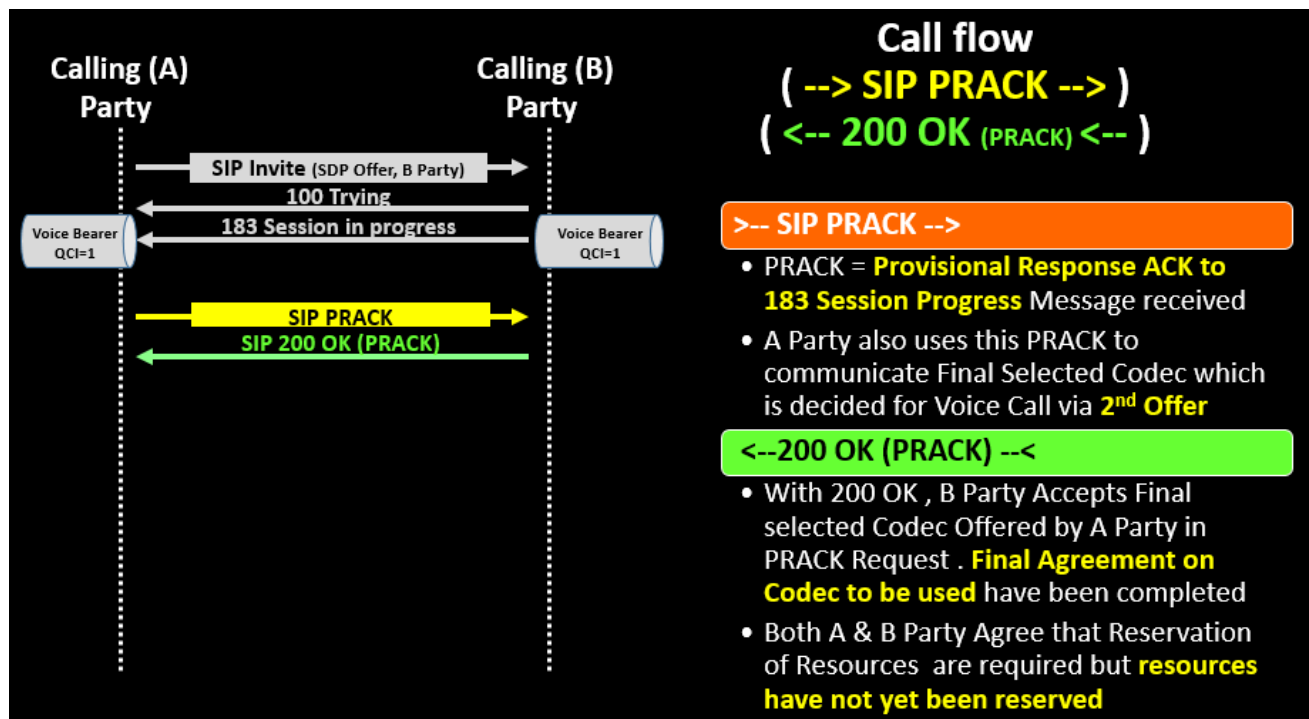 Calling (A)
Party
Calling (B)
Party
SIP Invite (SDP Offer, B Party)
100 Trying
183 Session in progress
Voice Bearer
QCI=1
Voice Bearer
QCI=1
SIP PRACK
SIP 200 OK (PRACK)
Call flow
( --> SIP PRACK --> )
( <-- 200 OK (PRACK) <-- )
>-- SIP PRACK -->
• PRACK = Provisional Response ACK to
183 Session Progress Message received
• A Party also uses this PRACK to
communicate Final Selected Codec which
is decided for Voice Call via 2nd Offer
<--200 OK (PRACK) --<
• With 200 OK , B Party Accepts Final
selected Codec Offered by A Party in
PRACK Request . Final Agreement on
Codec to be used have been completed
• Both A & B Party Agree that Reservation
of Resources are required but resources
have not yet been reserved